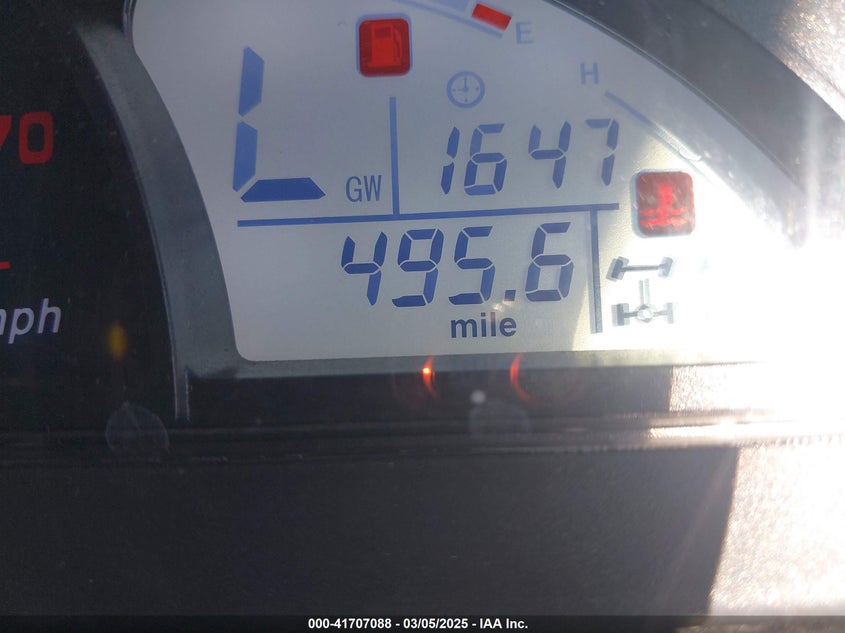 E
H
70
L
GW
1647
495.6
mph
mile
000-41707088 - 03/05/2025 - IAA Inc.